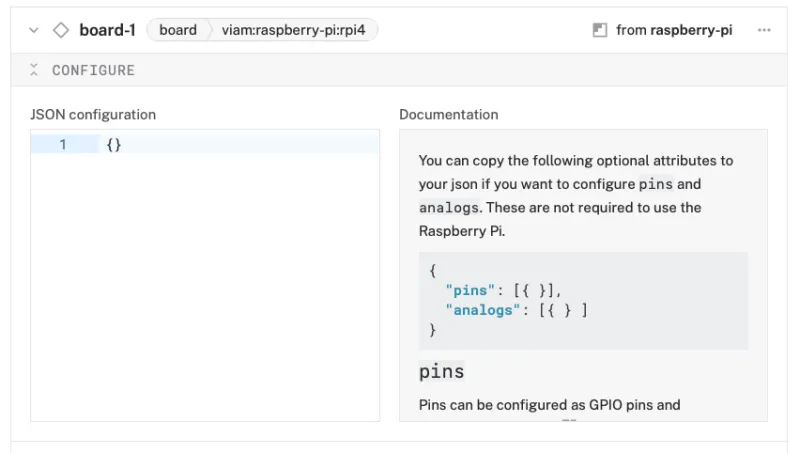 board-1 board viam:raspberry-pi:rpi4 from raspberry-pi ...
CONFIGURE
JSON configuration
1 {}
Documentation
You can copy the following optional attributes to
your json if you want to configure pins and
analogs. These are not required to use the
Raspberry Pi.
{
"pins": [{ }],
"analogs": [{ } ]
}
pins
Pins can be configured as GPIO pins and